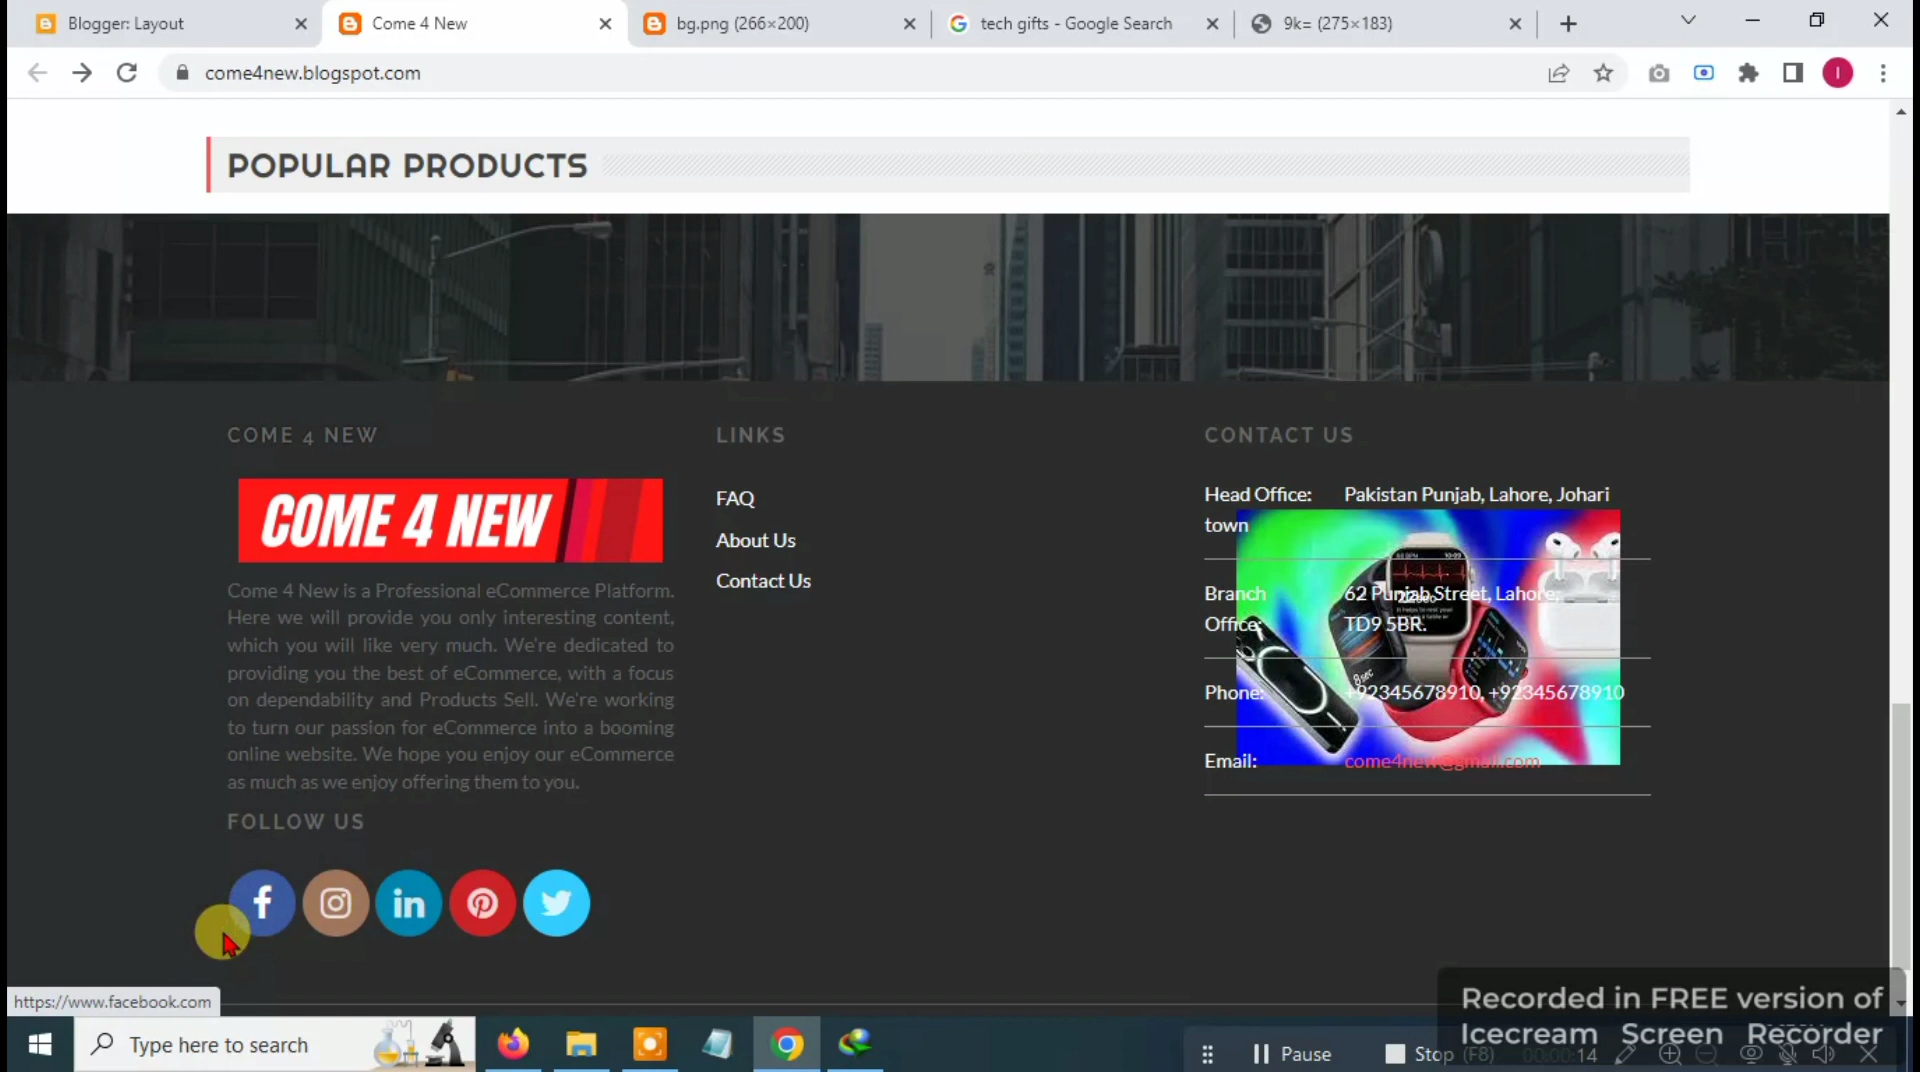 Blogger: Layout
Come 4 New
bg.png (266×200)
tech gifts - Google Search
9k= (275×183)
come4new.blogspot.com
I
POPULAR PRODUCTS
COME 4 NEW
COME 4 NEW
Come 4 New is a Professional eCommerce Platform.
Here we will provide you only interesting content,
which you will like very much. We're dedicated to
providing you the best of eCommerce, with a focus
on dependability and Products Sell. We're working
to turn our passion for eCommerce into a booming
online website. We hope you enjoy our eCommerce
as much as we enjoy offering them to you.
FOLLOW US
LINKS
FAQ
About Us
Contact Us
CONTACT US
Head Office: Pakistan Punjab, Lahore, Johari
town
Branch 62 Punjab Street, Lahore,
Office: TD9 5BR.
Phone: +92345678910, +92345678910
Email: come4new@gmail.com
https://www.facebook.com
Recorded in FREE version of
Icecream Screen Recorder
Type here to search
Pause
Stop (F8)